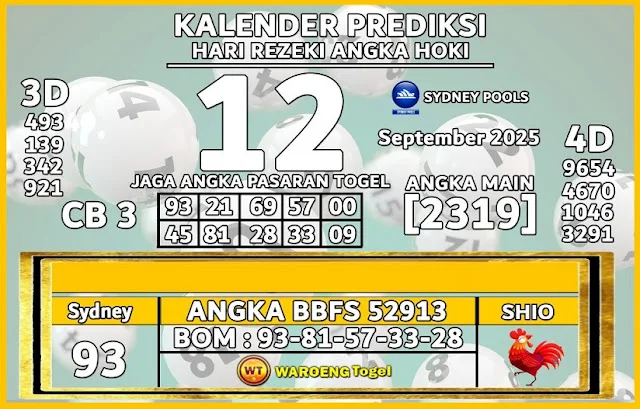 KALENDER PREDIKSI
HARI REZEKI ANGKA HOKI
3D
493
139
342
921
12
SYDNEY POOLS
September 2025
4D
9654
4670
1046
3291
JAGA ANGKA PASARAN TOGEL
CB 3
93 21 69 57 00
45 81 28 33 09
ANGKA MAIN
[2319]
Sydney
93
ANGKA BBFS 52913
BOM : 93-81-57-33-28
WT WAROENG Togel
SHIO